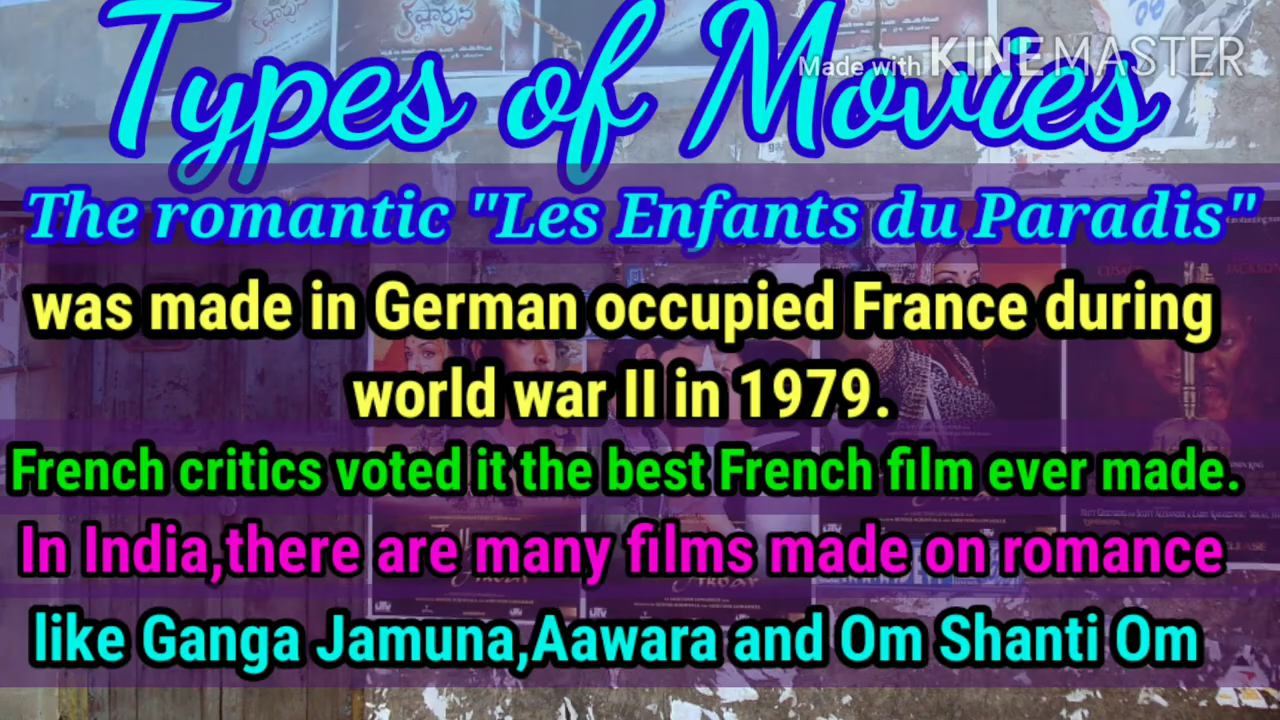 Types of Movies
Made with KINEMASTER
The romantic "Les Enfants du Paradis"
was made in German occupied France during
world war II in 1979.
French critics voted it the best French film ever made.
In India,there are many films made on romance
like Ganga Jamuna,Aawara and Om Shanti Om